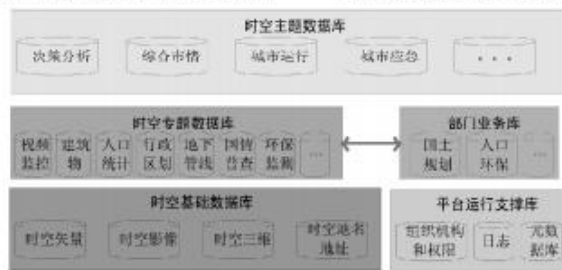 时空主题数据库
决策分析 综合市情 城市运行 城市应急 ...
时空专题数据库
视频监控 建筑物 人口统计 行政区划 地下管线 国情普查 环保监测 ...
部门业务库
国土规划 人口环保 ...
时空基础数据库
时空矢量 时空影像 时空三维 时空地名地址
平台运行支撑库
组织机构和权限 日志 元数据库